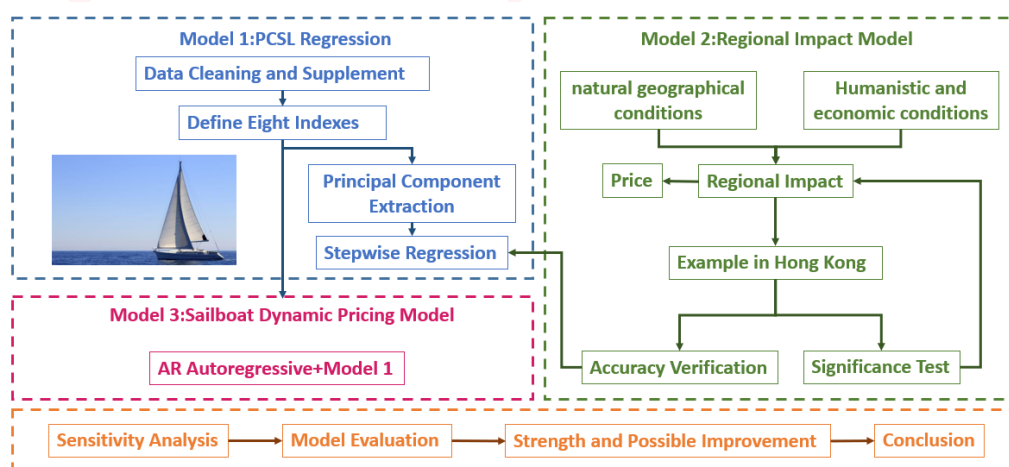 Model 1:PCSL Regression
Data Cleaning and Supplement
Define Eight Indexes
Principal Component
Extraction
Stepwise Regression
Model 2:Regional Impact Model
natural geographical
conditions
Humanistic and
economic conditions
Price
Regional Impact
Example in Hong Kong
Accuracy Verification
Significance Test
Model 3:Sailboat Dynamic Pricing Model
AR Autoregressive+Model 1
Sensitivity Analysis
Model Evaluation
Strength and Possible Improvement
Conclusion